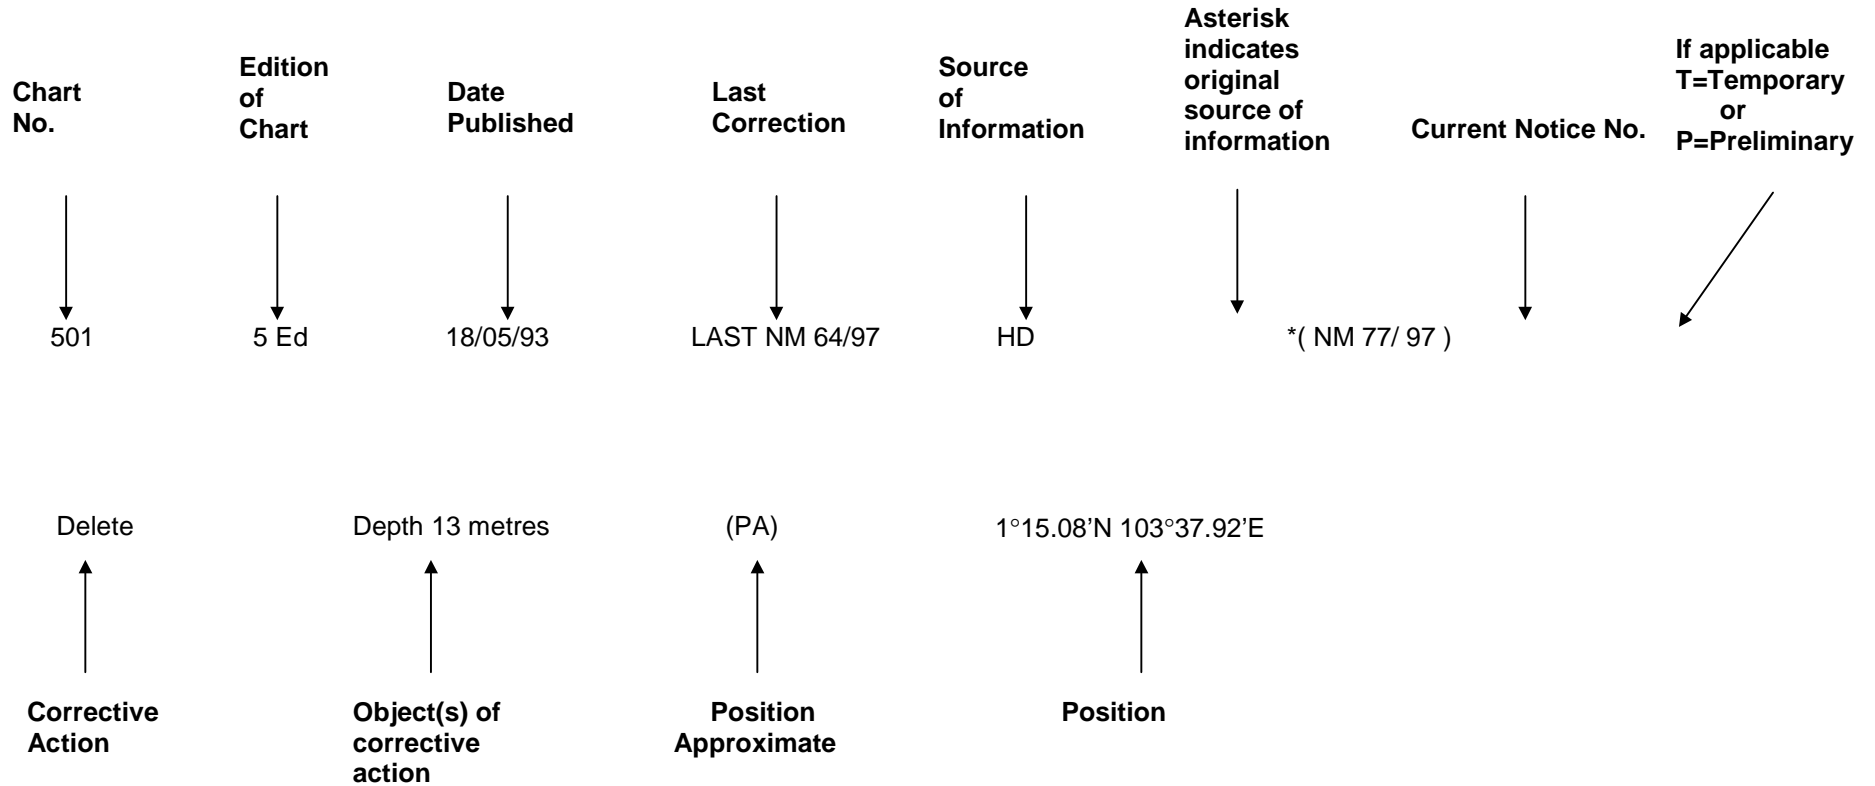 Chart
No.
Edition
of
Chart
Date
Published
Last
Correction
Source
of
Information
Asterisk
indicates
original
source of
information
Current Notice No.
If applicable
T=Temporary
or
P=Preliminary
501 5 Ed 18/05/93 LAST NM 64/97 HD *( NM 77/ 97 )
Delete Depth 13 metres (PA) 1°15.08’N 103°37.92’E
Corrective
Action
Object(s) of
corrective
action
Position
Approximate
Position